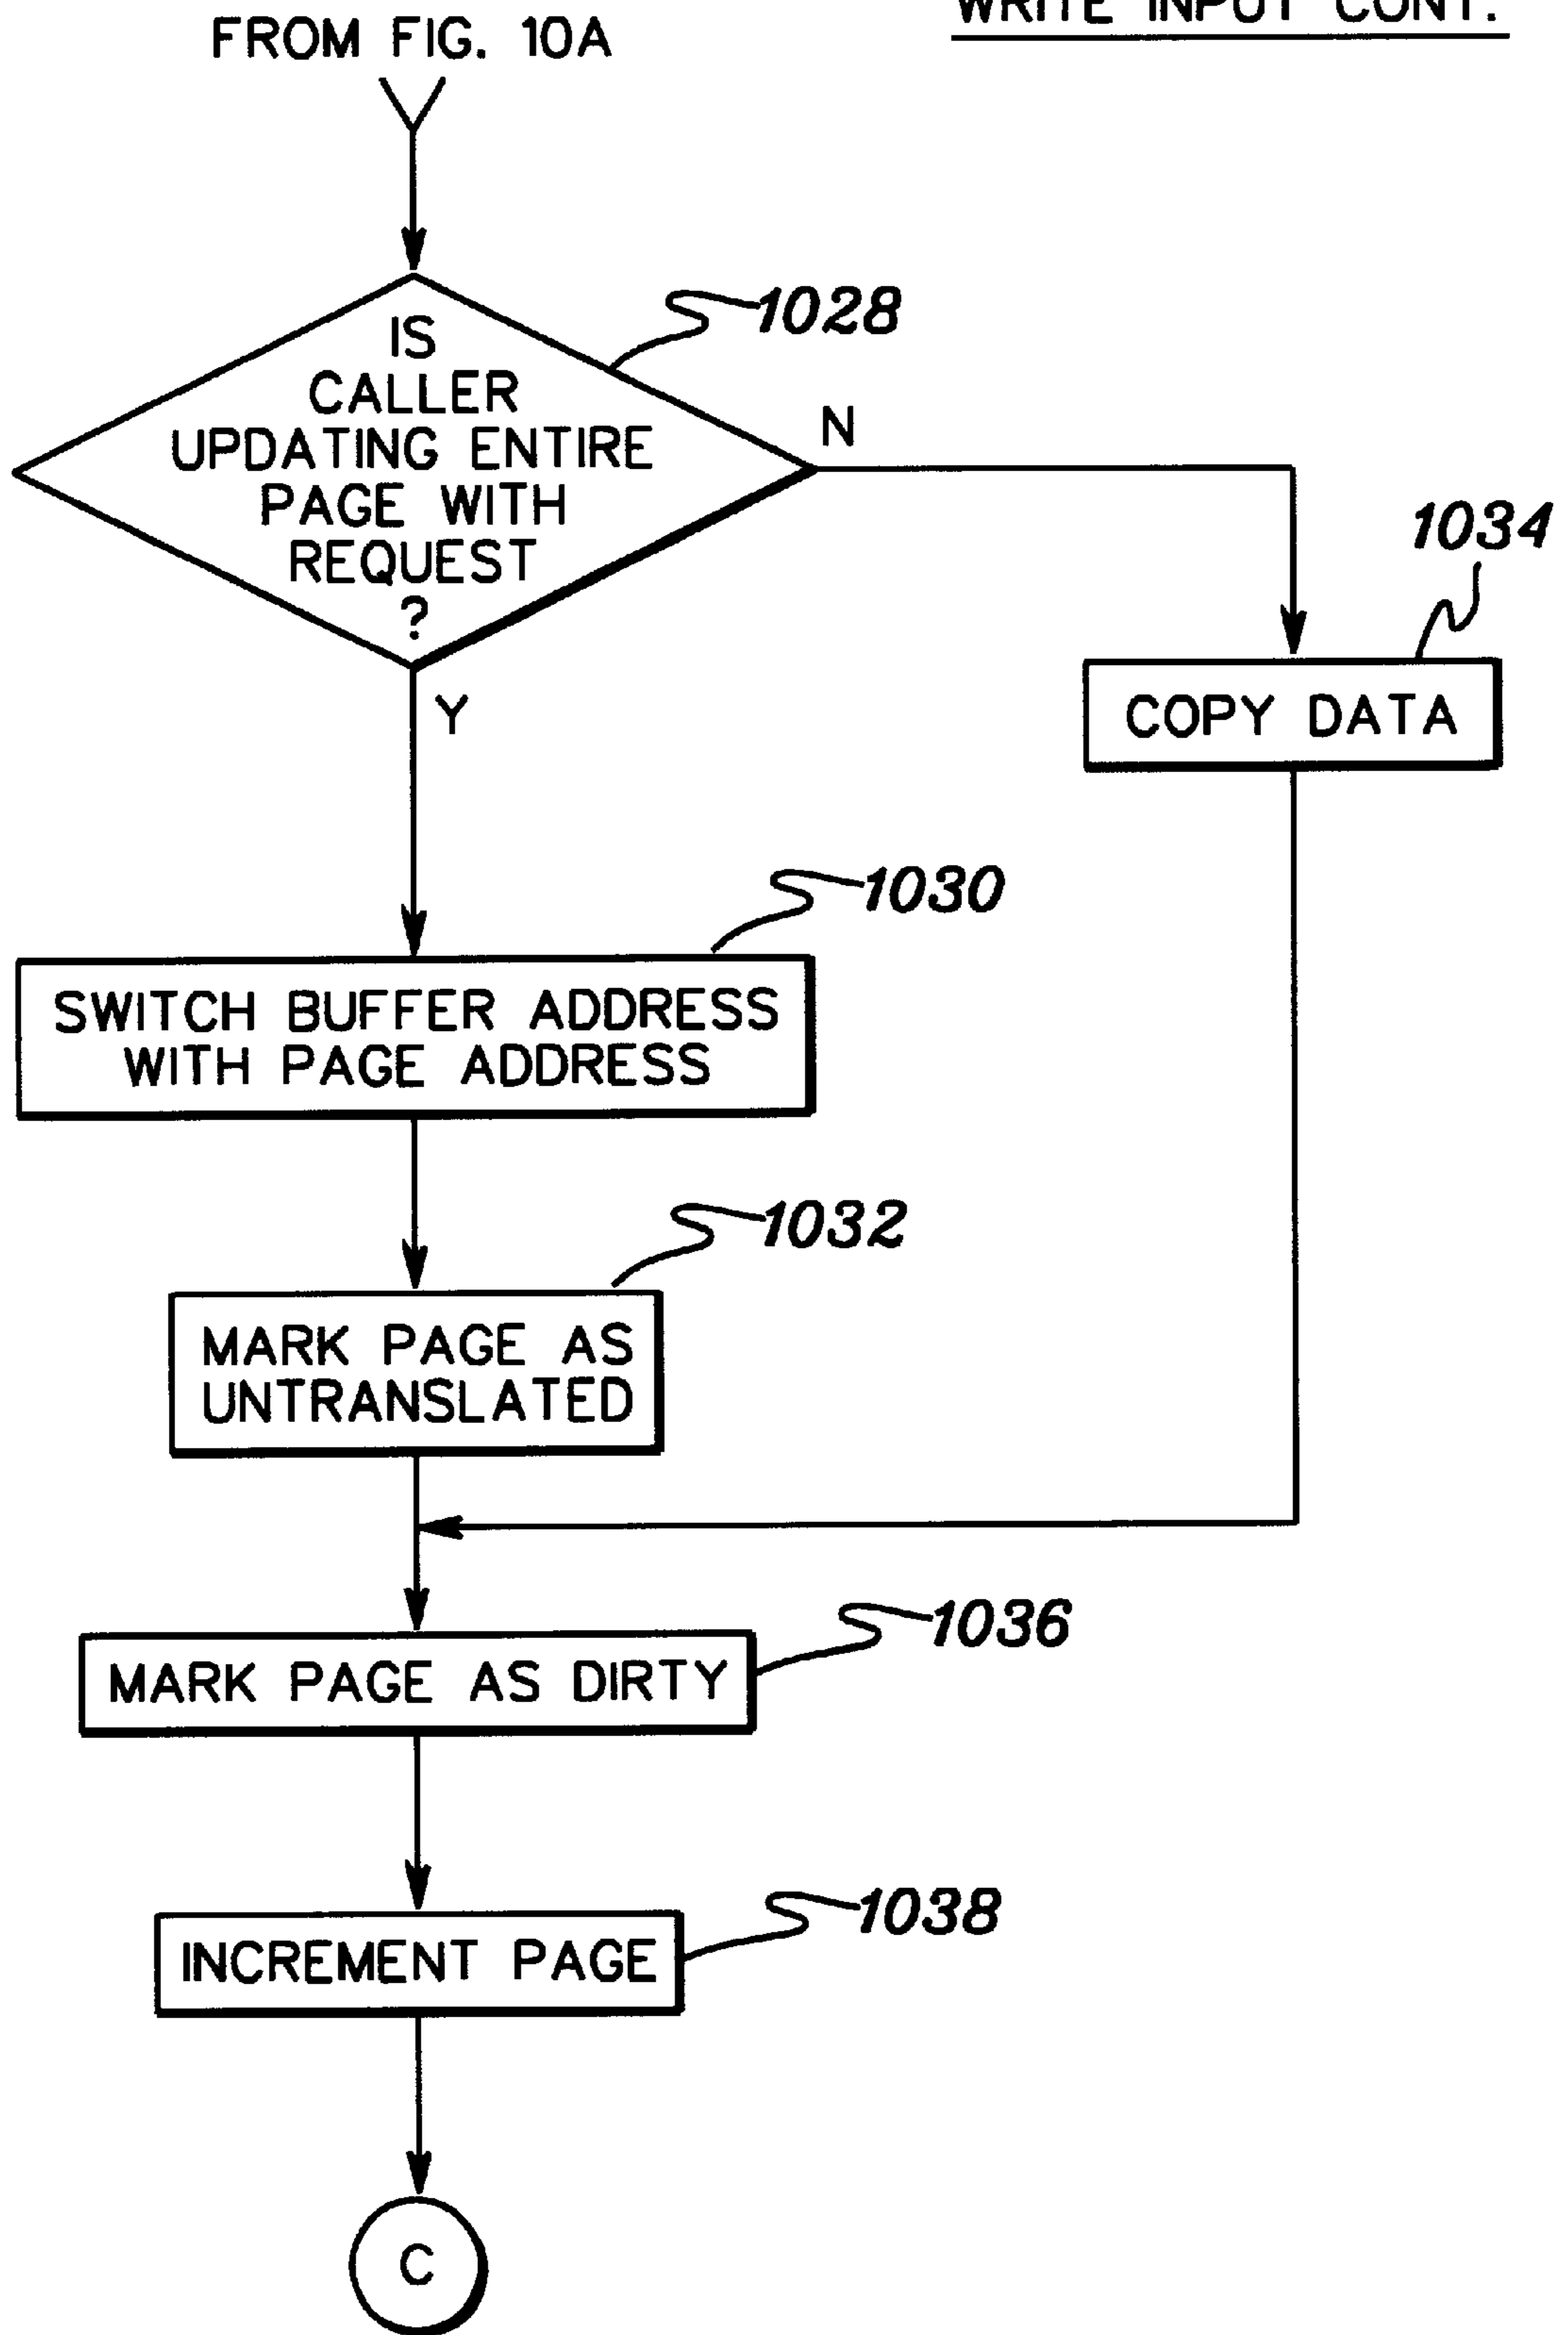 FROM FIG. 10A
WRITE INPUT CONT.
1028
IS
CALLER
UPDATING ENTIRE
PAGE WITH
REQUEST
?
N
1034
COPY DATA
Y
1030
SWITCH BUFFER ADDRESS
WITH PAGE ADDRESS
1032
MARK PAGE AS
UNTRANSLATED
1036
MARK PAGE AS DIRTY
1038
INCREMENT PAGE
C